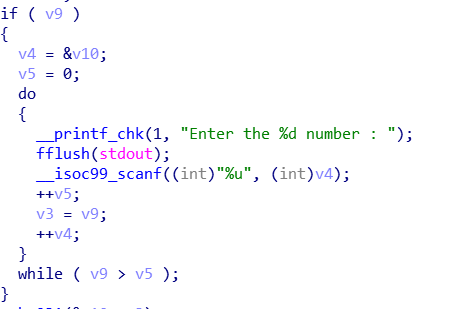 if ( v9 )
{
v4 = &v10;
v5 = 0;
do
{
__printf_chk(1, "Enter the %d number : ");
fflush(stdout);
__isoc99_scanf((int)"%u", (int)v4);
++v5;
v3 = v9;
++v4;
}
while ( v9 > v5 );
}